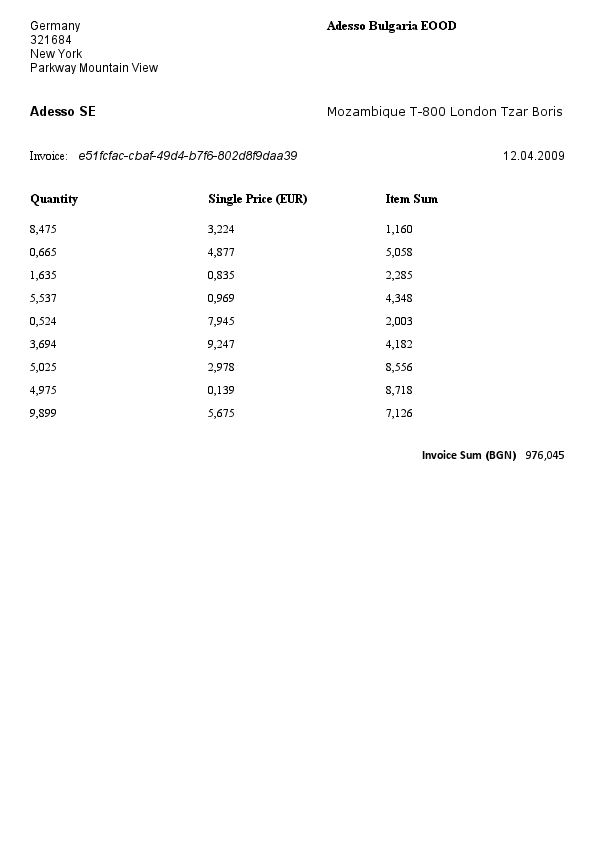 Germany
321684
New York
Parkway Mountain View
Adesso Bulgaria EOOD
Adesso SE
Mozambique T-800 London Tzar Boris
Invoice: e51fcfac-cbaf-49d4-b7f6-802d8f9daa39 12.04.2009
Quantity Single Price (EUR) Item Sum
8,475 3,224 1,160
0,665 4,877 5,058
1,635 0,835 2,285
5,537 0,969 4,348
0,524 7,945 2,003
3,694 9,247 4,182
5,025 2,978 8,556
4,975 0,139 8,718
9,899 5,675 7,126
Invoice Sum (BGN) 976,045